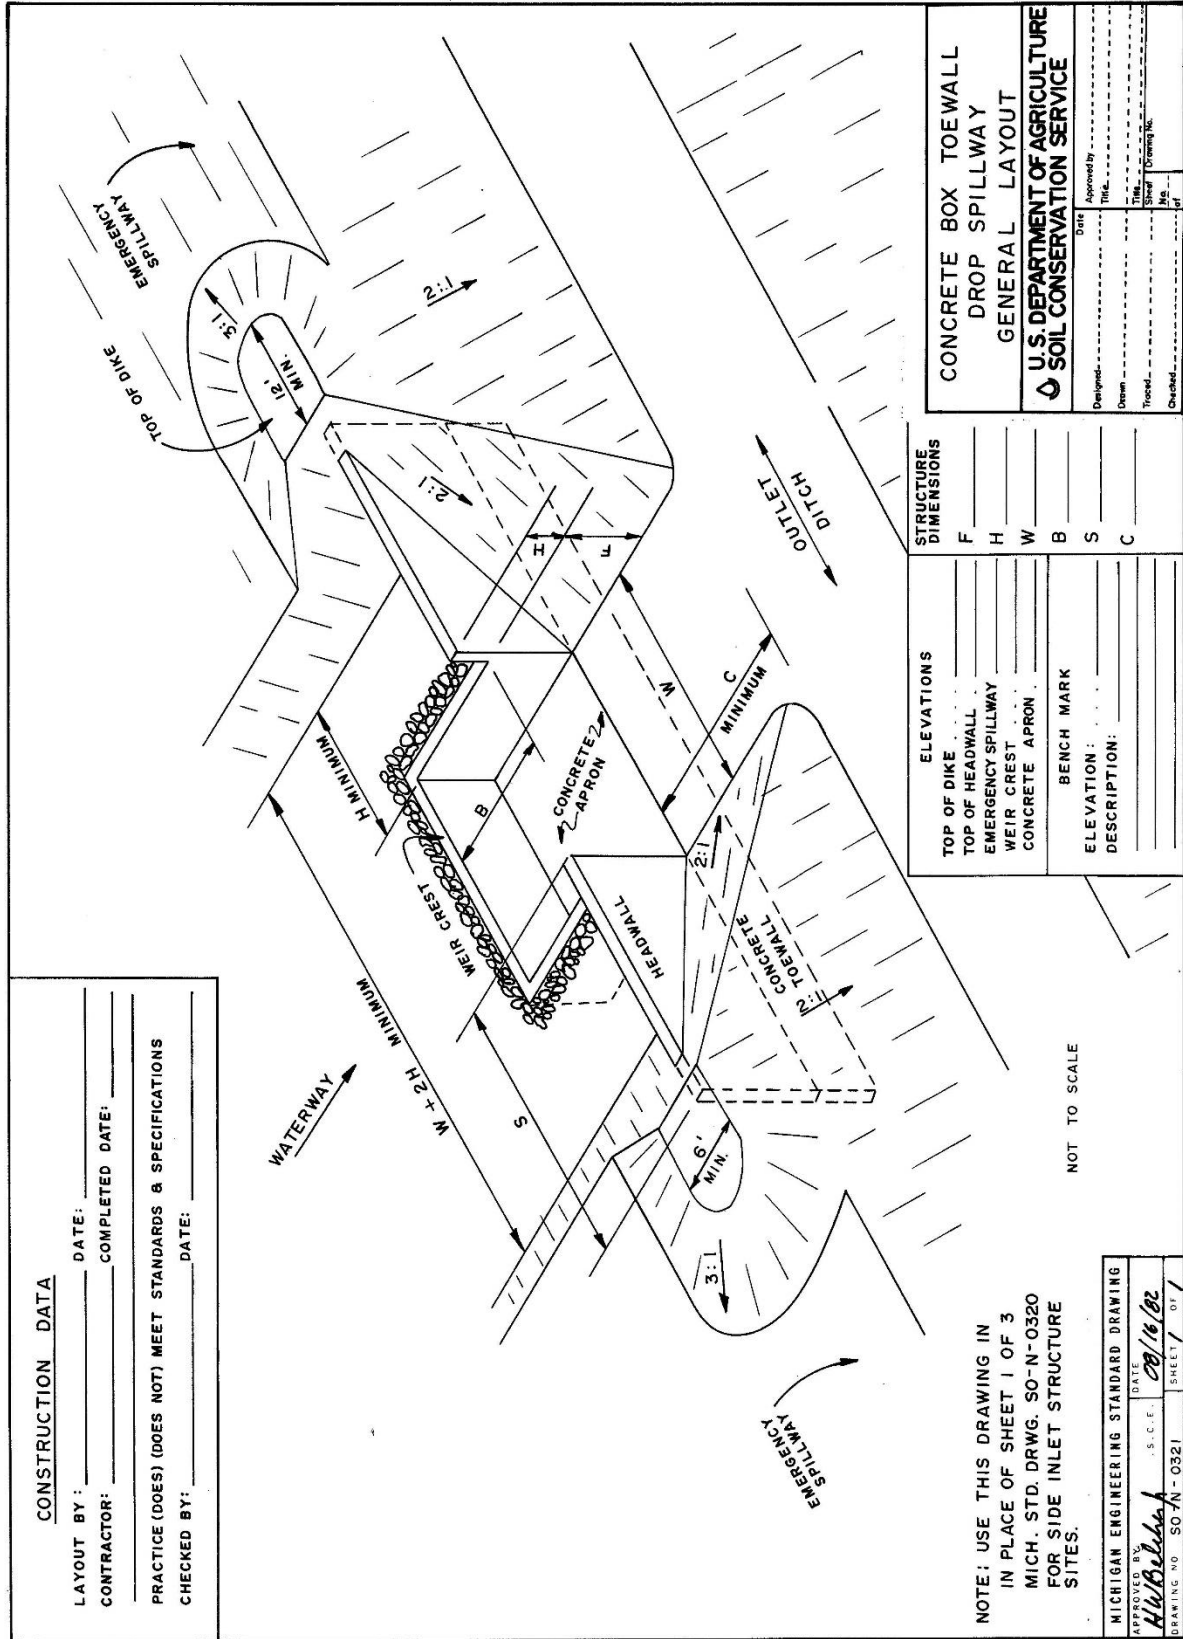 CONSTRUCTION DATA
LAYOUT BY: DATE:
CONTRACTOR: COMPLETED DATE:
PRACTICE (DOES) (DOES NOT) MEET STANDARDS & SPECIFICATIONS
CHECKED BY: DATE:
WATERWAY
W + 2H MINIMUM
H MINIMUM
S
WEIR CREST
B
CONCRETE
APRON
HEADWALL
TOP OF DIKE
EMERGENCY
SPILLWAY
3:1
12'
MIN.
2:1
2:1
H
F
W
C
MINIMUM
OUTLET
DITCH
2:1
CONCRETE
TOEWALL
6'
MIN.
3:1
EMERGENCY
SPILLWAY
NOT TO SCALE
NOTE: USE THIS DRAWING IN
IN PLACE OF SHEET 1 OF 3
MICH. STD. DRWG. SO-N-0320
FOR SIDE INLET STRUCTURE
SITES.
MICHIGAN ENGINEERING STANDARD DRAWING
APPROVED BY S.C.E. DATE 08/16/82
DRAWING NO SO-N-0321 SHEET 1 OF 1
ELEVATIONS
TOP OF DIKE . . .
TOP OF HEADWALL .
EMERGENCY SPILLWAY
WEIR CREST . . . .
CONCRETE APRON .
BENCH MARK
ELEVATION: . . .
DESCRIPTION:
STRUCTURE
DIMENSIONS
F
H
W
B
S
C
CONCRETE BOX TOEWALL
DROP SPILLWAY
GENERAL LAYOUT
U.S. DEPARTMENT OF AGRICULTURE
SOIL CONSERVATION SERVICE
Date
Designed
Drawn
Traced
Checked
Approved by
Title
Title
Sheet
No.
of
Drawing No.